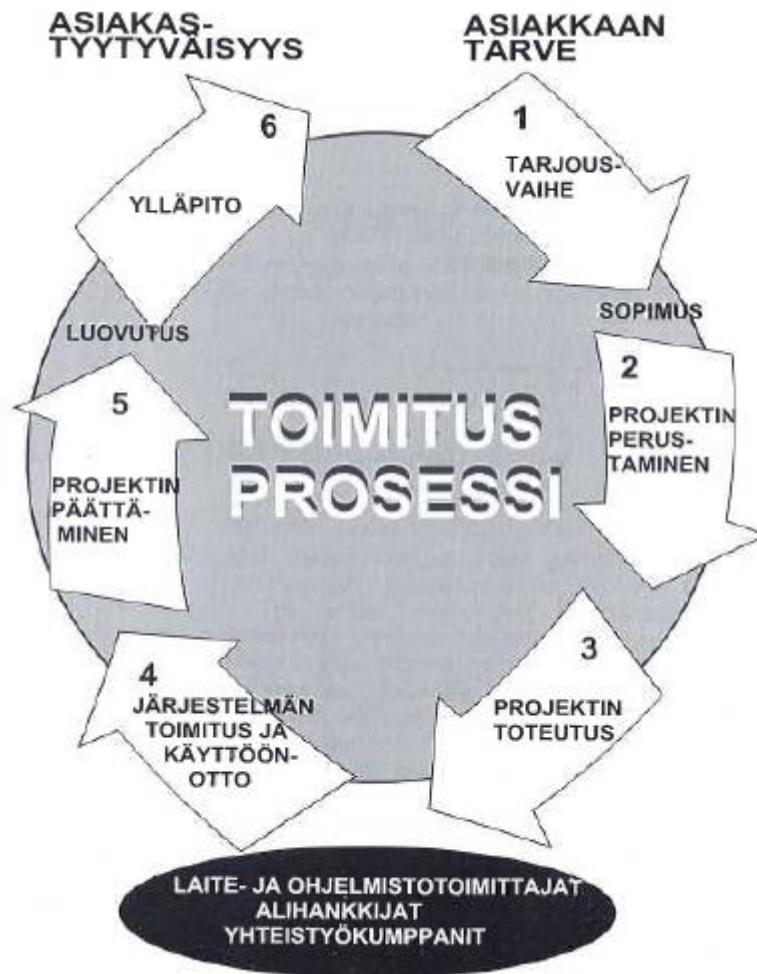 ASIAKAS-
TYYTYVÄISYYS
ASIAKKAAN
TARVE
1
TARJOUS-
VAIHE
SOPIMUS
2
PROJEKTIN
PERUS-
TAMINEN
3
PROJEKTIN
TOTEUTUS
4
JÄRJESTELMÄN
TOIMITUS JA
KÄYTTÖÖN-
OTTO
5
PROJEKTIN
PÄÄTTÄ-
MINEN
LUOVUTUS
6
YLLÄPITO
TOIMITUS
PROSESSI
LAITE- JA OHJELMISTOTOIMITTAJAT
ALIHANKKIJAT
YHTEISTYÖKUMPPANIT